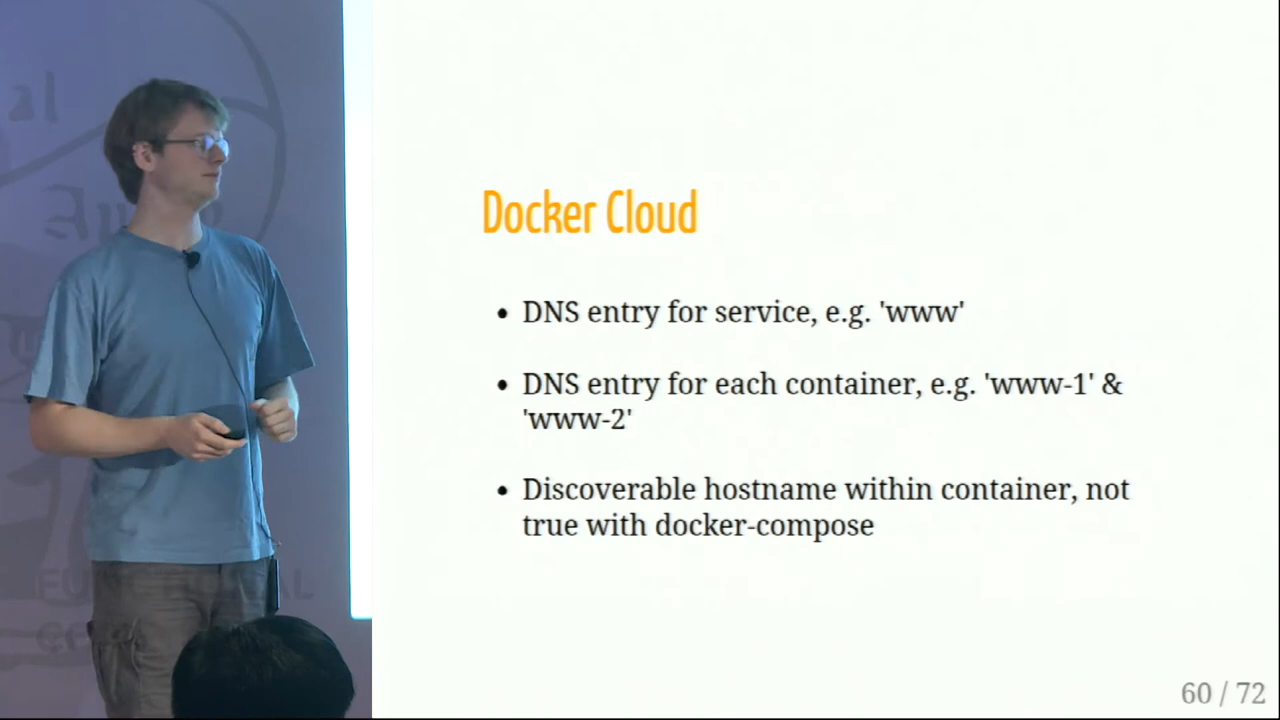 Docker Cloud
DNS entry for service, e.g. 'www'
DNS entry for each container, e.g. 'www-1' &
'www-2'
Discoverable hostname within container, not
true with docker-compose
60 / 72